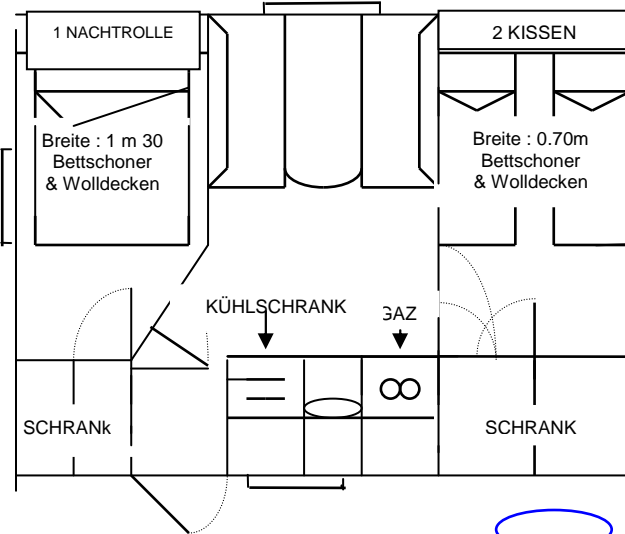 1 NACHTROLLE
2 KISSEN
Breite : 1 m 30
Bettschoner
& Wolldecken
Breite : 0.70m
Bettschoner
& Wolldecken
KÜHLSCHRANK
GAZ
SCHRANk
SCHRANK